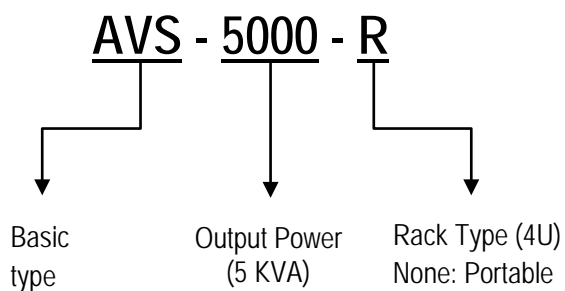 AVS - 5000 - R
Basic
type
Output Power
(5 KVA)
Rack Type (4U)
None: Portable